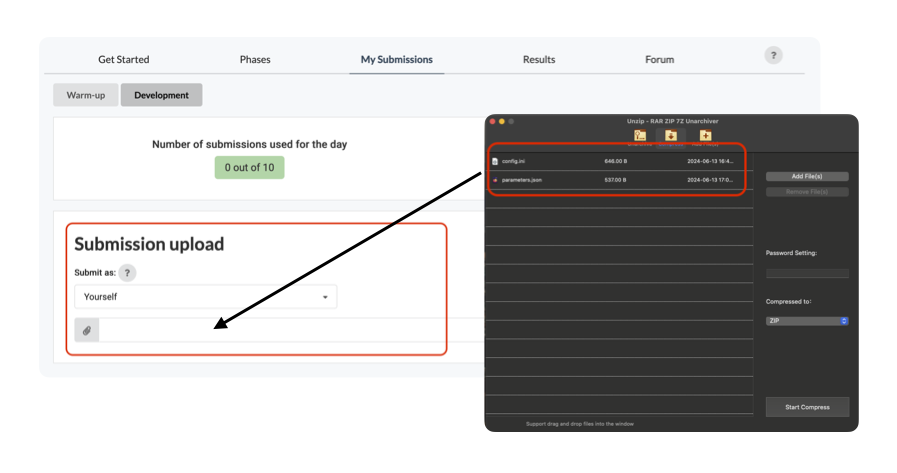 Get Started Phases My Submissions Results Forum ?
Warm-up Development
Number of submissions used for the day
0 out of 10
Submission upload
Submit as: ?
Yourself
Unzip - RAR ZIP 7Z Unarchiver
config.ini 646.00 B 2024-06-13 16:4...
parameters.json 537.00 B 2024-06-13 17:0...
Add File(s)
Remove File(s)
Password Setting:
Compressed to:
ZIP
Start Compress
Support drag and drop files into the window